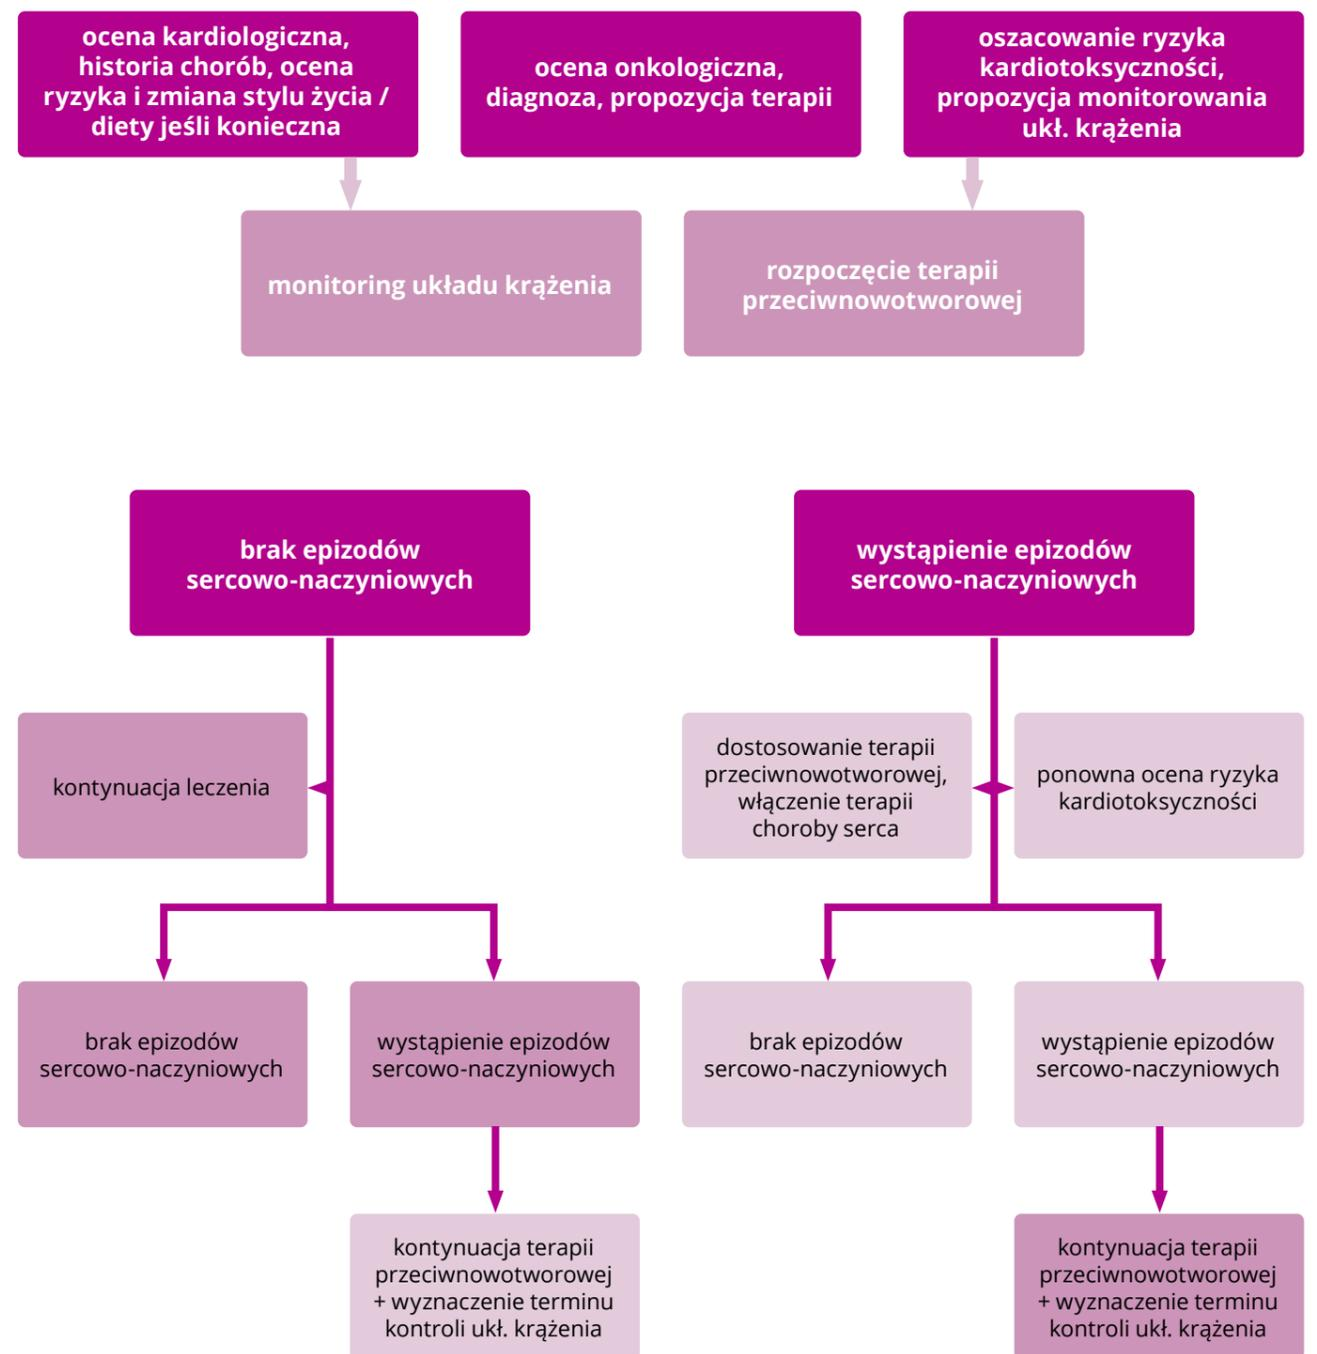 ocena kardiologiczna,
historia chorób, ocena
ryzyka i zmiana stylu życia /
diety jeśli konieczna
ocena onkologiczna,
diagnoza, propozycja terapii
oszacowanie ryzyka
kardiotoksyczności,
propozycja monitorowania
ukł. krążenia
monitoring układu krążenia
rozpoczęcie terapii
przeciwnowotworowej
brak epizodów
sercowo-naczyniowych
wystąpienie epizodów
sercowo-naczyniowych
kontynuacja leczenia
dostosowanie terapii
przeciwnowotworowej,
włączenie terapii
choroby serca
ponowna ocena ryzyka
kardiotoksyczności
brak epizodów
sercowo-naczyniowych
wystąpienie epizodów
sercowo-naczyniowych
brak epizodów
sercowo-naczyniowych
wystąpienie epizodów
sercowo-naczyniowych
kontynuacja terapii
przeciwnowotworowej
+ wyznaczenie terminu
kontroli ukł. krążenia
kontynuacja terapii
przeciwnowotworowej
+ wyznaczenie terminu
kontroli ukł. krążenia